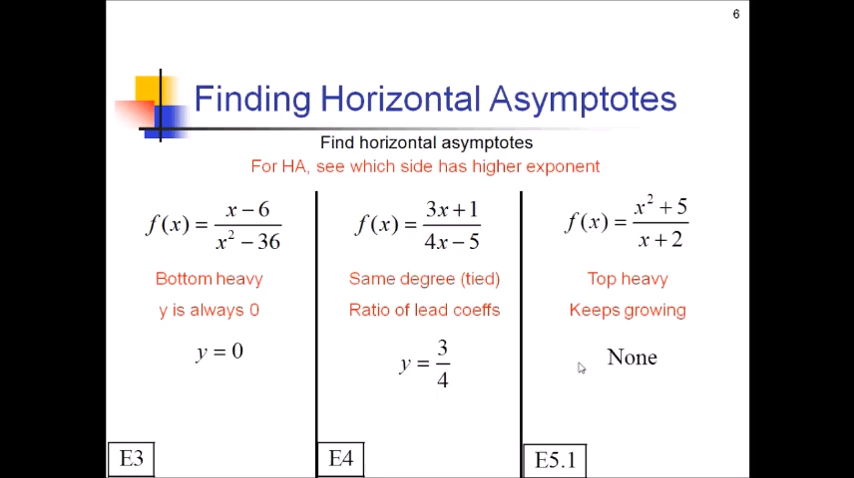 6
Finding Horizontal Asymptotes
Find horizontal asymptotes
For HA, see which side has higher exponent
f(x) = (x − 6)/(x² − 36)
Bottom heavy
y is always 0
y = 0
E3
f(x) = (3x + 1)/(4x − 5)
Same degree (tied)
Ratio of lead coeffs
y = 3/4
E4
f(x) = (x² + 5)/(x + 2)
Top heavy
Keeps growing
None
E5.1